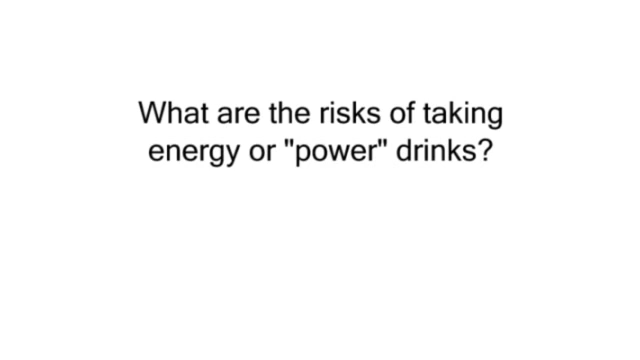 What are the risks of taking
energy or "power" drinks?